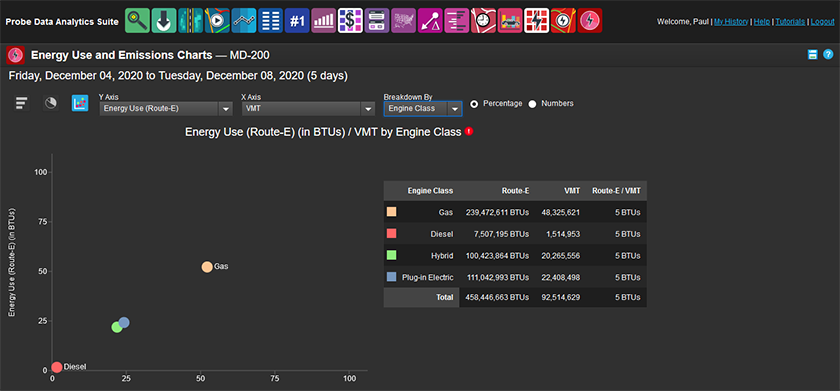 Probe Data Analytics Suite
#1
Welcome, Paul | My History | Help | Tutorials | Logout
Energy Use and Emissions Charts — MD-200
?
Friday, December 04, 2020 to Tuesday, December 08, 2020 (5 days)
Y Axis X Axis Breakdown By
Energy Use (Route-E) VMT Engine Class Percentage Numbers
Energy Use (Route-E) (in BTUs) / VMT by Engine Class !
Energy Use (Route-E) (in BTUs)
100
75
50
25
0
0 25 50 75 100
Gas
Diesel
Engine Class Route-E VMT Route-E / VMT
Gas 239,472,611 BTUs 48,325,621 5 BTUs
Diesel 7,507,195 BTUs 1,514,953 5 BTUs
Hybrid 100,423,864 BTUs 20,265,556 5 BTUs
Plug-in Electric 111,042,993 BTUs 22,408,498 5 BTUs
Total 458,446,663 BTUs 92,514,629 5 BTUs